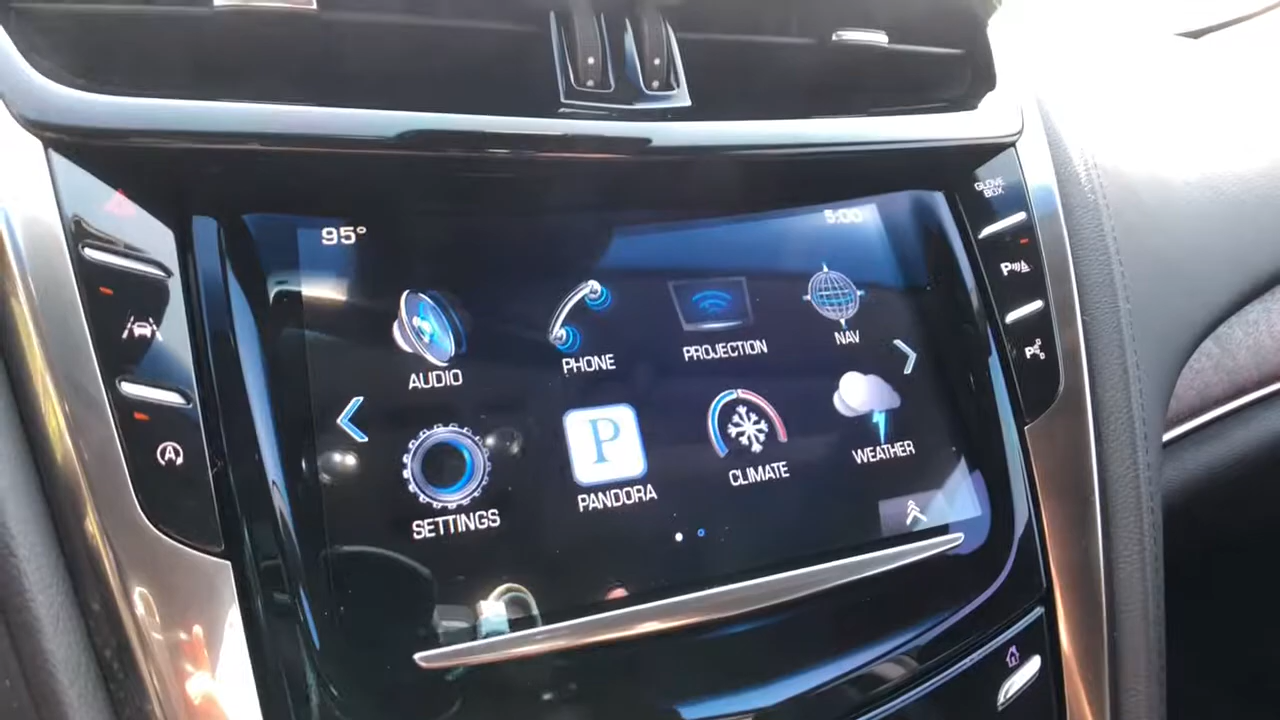 GLOVE
BOX
95°
5:00
AUDIO
PHONE
PROJECTION
NAV
SETTINGS
P
PANDORA
CLIMATE
WEATHER
P
P
A